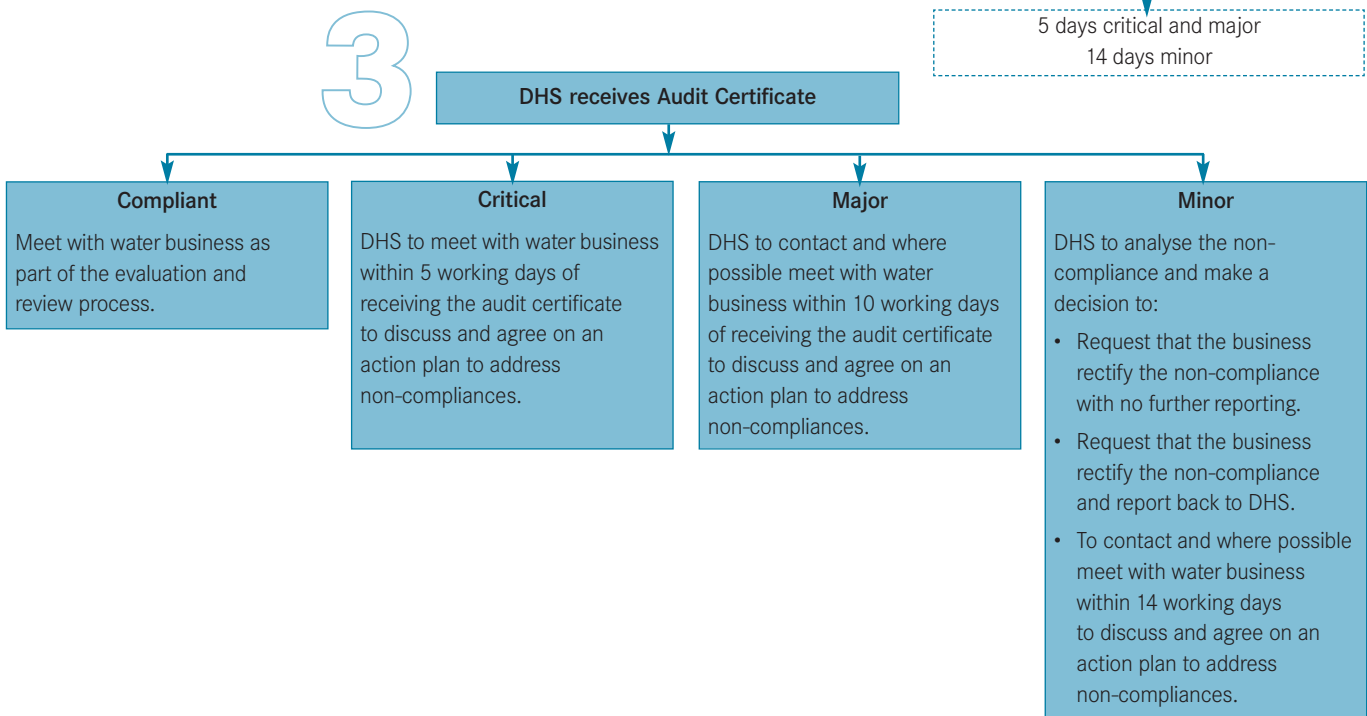 5 days critical and major
14 days minor
3
DHS receives Audit Certificate
Compliant
Meet with water business as
part of the evaluation and
review process.
Critical
DHS to meet with water business
within 5 working days of
receiving the audit certificate
to discuss and agree on an
action plan to address
non-compliances.
Major
DHS to contact and where
possible meet with water
business within 10 working days
of receiving the audit certificate
to discuss and agree on an
action plan to address
non-compliances.
Minor
DHS to analyse the non-
compliance and make a
decision to:
• Request that the business
rectify the non-compliance
with no further reporting.
• Request that the business
rectify the non-compliance
and report back to DHS.
• To contact and where possible
meet with water business
within 14 working days
to discuss and agree on an
action plan to address
non-compliances.